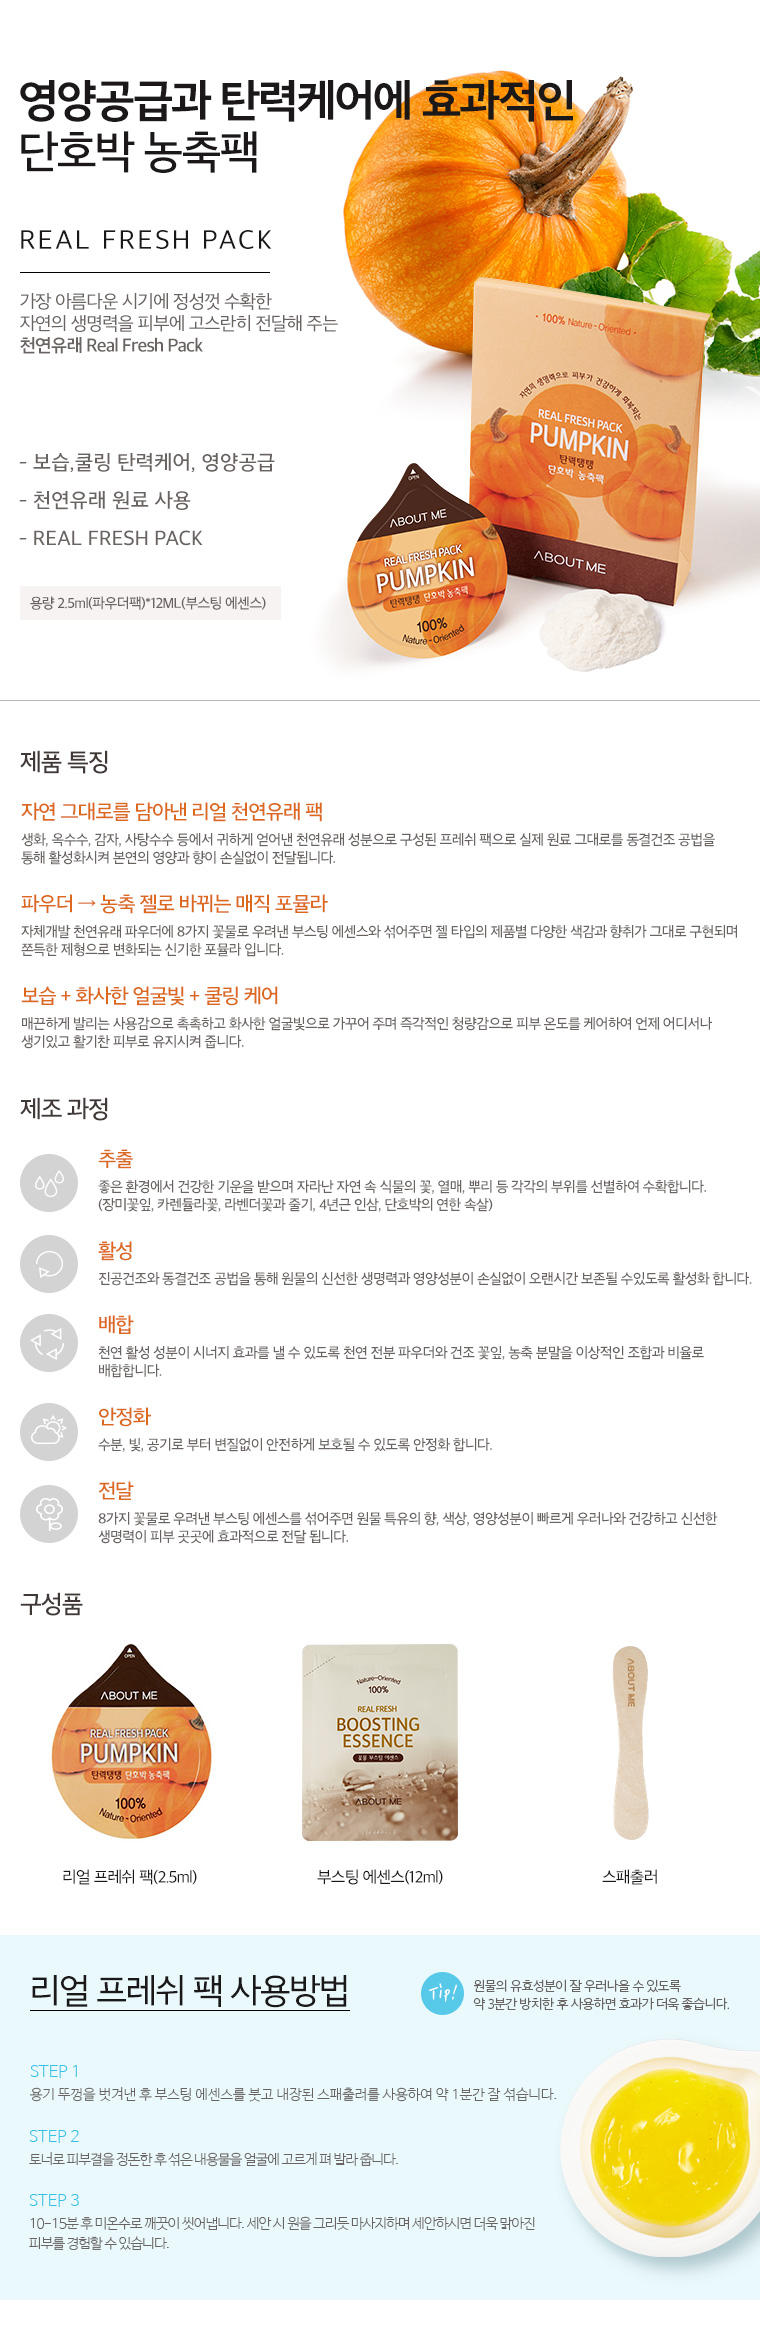 영양공급과 탄력케어에 효과적인
단호박 농축팩
REAL FRESH PACK
가장 아름다운 시기에 정성껏 수확한
자연의 생명력을 피부에 고스란히 전달해 주는
천연유래 Real Fresh Pack
- 보습,쿨링 탄력케어, 영양공급
- 천연유래 원료 사용
- REAL FRESH PACK
용량 2.5ml(파우더팩)*12ML(부스팅 에센스)
· 100% Nature - Oriented ·
자연의 생명력으로 피부가 건강하게 회복되는
REAL FRESH PACK
PUMPKIN
탄력탱탱
단호박 농축팩
ABOUT ME
OPEN
ABOUT ME
REAL FRESH PACK
PUMPKIN
탄력탱탱 단호박 농축팩
100%
Nature - Oriented
제품 특징
자연 그대로를 담아낸 리얼 천연유래 팩
생화, 옥수수, 감자, 사탕수수 등에서 귀하게 얻어낸 천연유래 성분으로 구성된 프레쉬 팩으로 실제 원료 그대로를 동결건조 공법을
통해 활성화시켜 본연의 영양과 향이 손실없이 전달됩니다.
파우더 → 농축 젤로 바뀌는 매직 포뮬라
자체개발 천연유래 파우더에 8가지 꽃물로 우려낸 부스팅 에센스와 섞어주면 젤 타입의 제품별 다양한 색감과 향취가 그대로 구현되며
쫀득한 제형으로 변화되는 신기한 포뮬라 입니다.
보습 + 화사한 얼굴빛 + 쿨링 케어
매끈하게 발리는 사용감으로 촉촉하고 화사한 얼굴빛으로 가꾸어 주며 즉각적인 청량감으로 피부 온도를 케어하여 언제 어디서나
생기있고 활기찬 피부로 유지시켜 줍니다.
제조 과정
추출
좋은 환경에서 건강한 기운을 받으며 자라난 자연 속 식물의 꽃, 열매, 뿌리 등 각각의 부위를 선별하여 수확합니다.
(장미꽃잎, 카렌듈라꽃, 라벤더꽃과 줄기, 4년근 인삼, 단호박의 연한 속살)
활성
진공건조와 동결건조 공법을 통해 원물의 신선한 생명력과 영양성분이 손실없이 오랜시간 보존될 수있도록 활성화 합니다.
배합
천연 활성 성분이 시너지 효과를 낼 수 있도록 천연 전분 파우더와 건조 꽃잎, 농축 분말을 이상적인 조합과 비율로
배합합니다.
안정화
수분, 빛, 공기로 부터 변질없이 안전하게 보호될 수 있도록 안정화 합니다.
전달
8가지 꽃물로 우려낸 부스팅 에센스를 섞어주면 원물 특유의 향, 색상, 영양성분이 빠르게 우러나와 건강하고 신선한
생명력이 피부 곳곳에 효과적으로 전달 됩니다.
구성품
OPEN
ABOUT ME
REAL FRESH PACK
PUMPKIN
탄력탱탱 단호박 농축팩
100%
Nature - Oriented
Nature-Oriented
100%
REAL FRESH
BOOSTING
ESSENCE
꽃물 부스팅 에센스
ABOUT ME
ABOUT ME
리얼 프레쉬 팩(2.5ml)
부스팅 에센스(12ml)
스패출러
리얼 프레쉬 팩 사용방법
Tip!
원물의 유효성분이 잘 우러나올 수 있도록
약 3분간 방치한 후 사용하면 효과가 더욱 좋습니다.
STEP 1
용기 뚜껑을 벗겨낸 후 부스팅 에센스를 붓고 내장된 스패출러를 사용하여 약 1분간 잘 섞습니다.
STEP 2
토너로 피부결을 정돈한 후 섞은 내용물을 얼굴에 고르게 펴 발라 줍니다.
STEP 3
10-15분 후 미온수로 깨끗이 씻어냅니다. 세안 시 원을 그리듯 마사지하며 세안하시면 더욱 맑아진
피부를 경험할 수 있습니다.